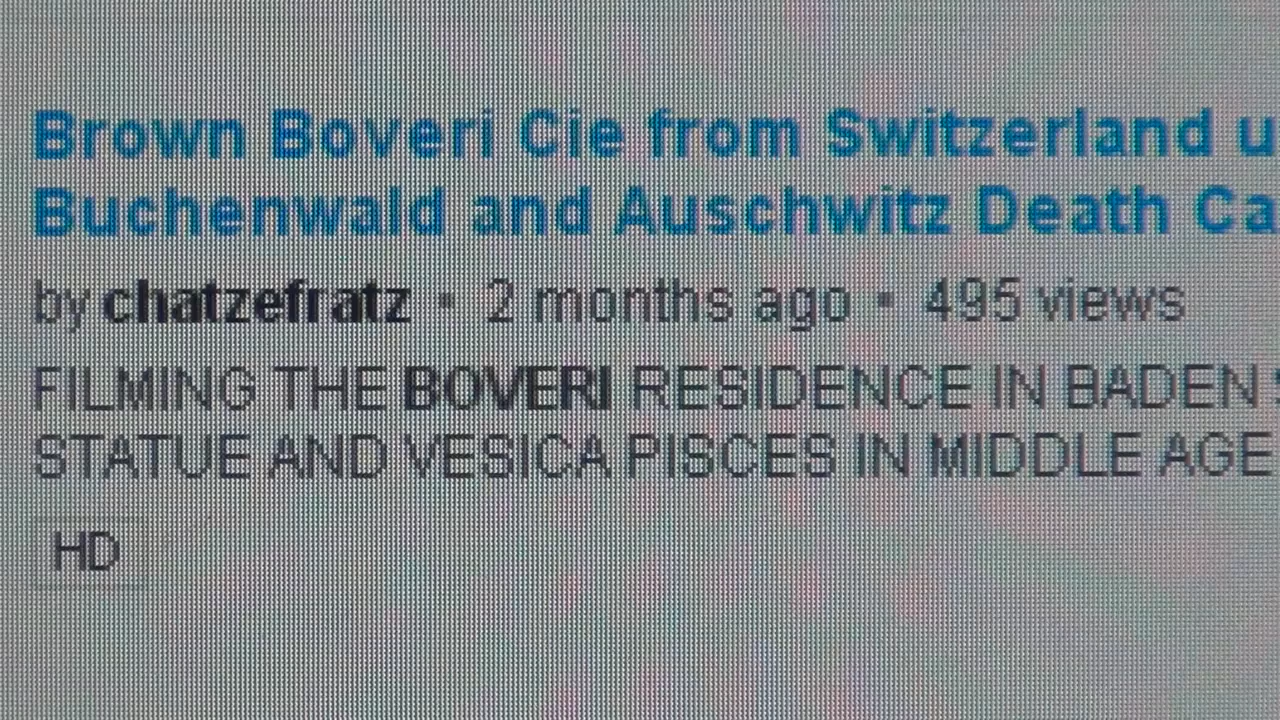 Brown Boveri Cie from Switzerland u
Buchenwald and Auschwitz Death Ca
by chatzefratz • 2 months ago • 495 views
FILMING THE BOVERI RESIDENCE IN BADEN
STATUE AND VESICA PISCES IN MIDDLE AGE
HD